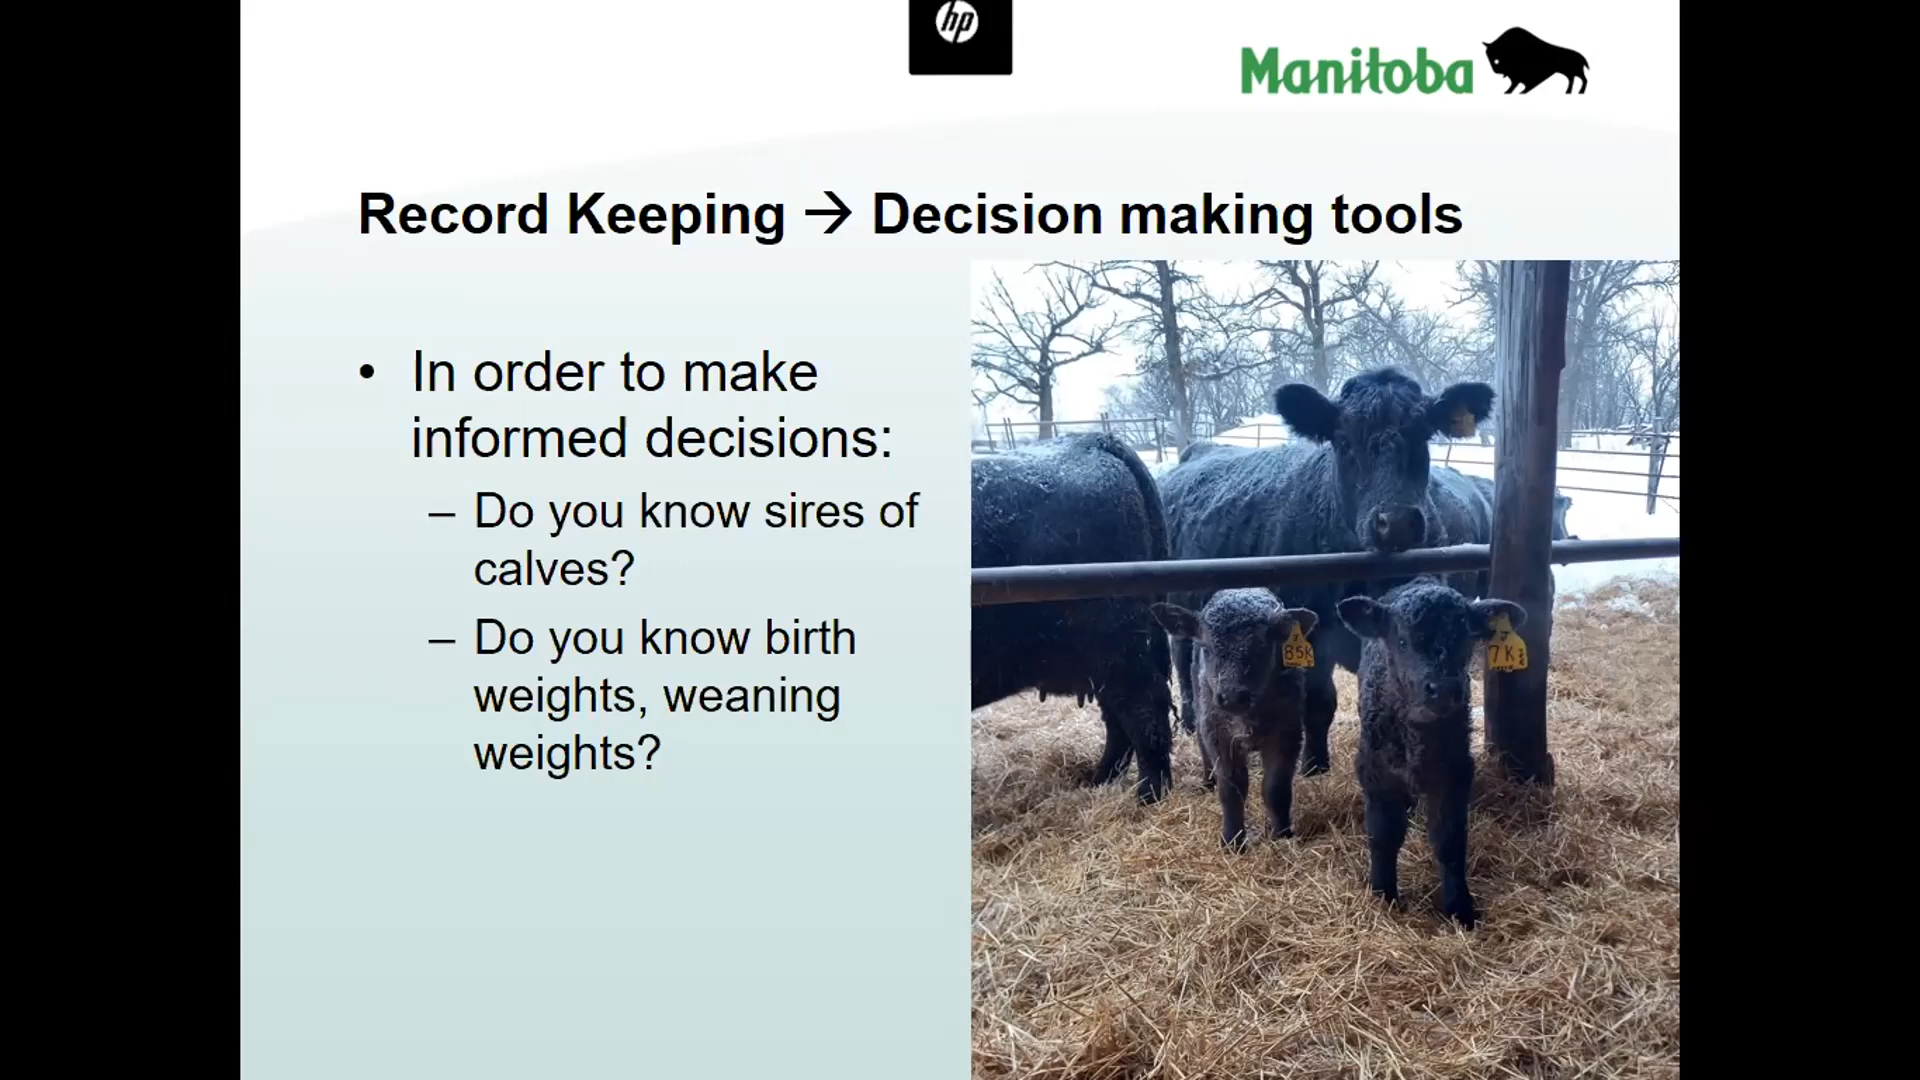 hp
Manitoba
Record Keeping → Decision making tools
• In order to make
informed decisions:
– Do you know sires of
calves?
– Do you know birth
weights, weaning
weights?
85K
7K